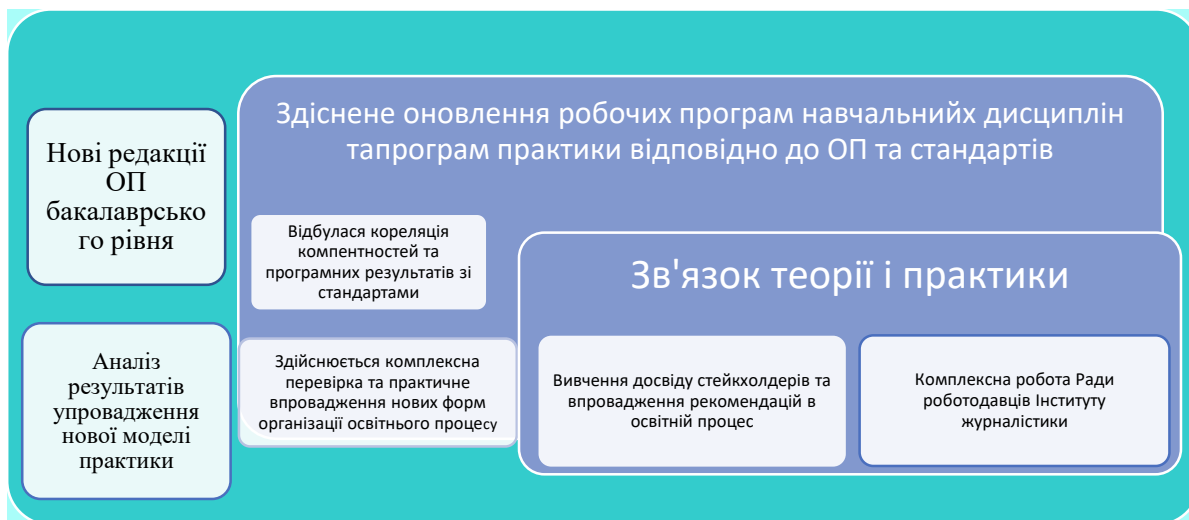 Нові редакції
ОП
бакалаврсько
го рівня
Аналіз
результатів
упровадження
нової моделі
практики
Здіснене оновлення робочих програм навчальнийх дисциплін
тапрограм практики відповідно до ОП та стандартів
Відбулася кореляція
компентностей та
програмних результатів зі
стандартами
Здійснюється комплексна
перевірка та практичне
впровадження нових форм
організації освітнього процесу
Зв'язок теорії і практики
Вивчення досвіду стейкхолдерів та
впровадження рекомендацій в
освітній процес
Комплексна робота Ради
роботодавців Інституту
журналістики